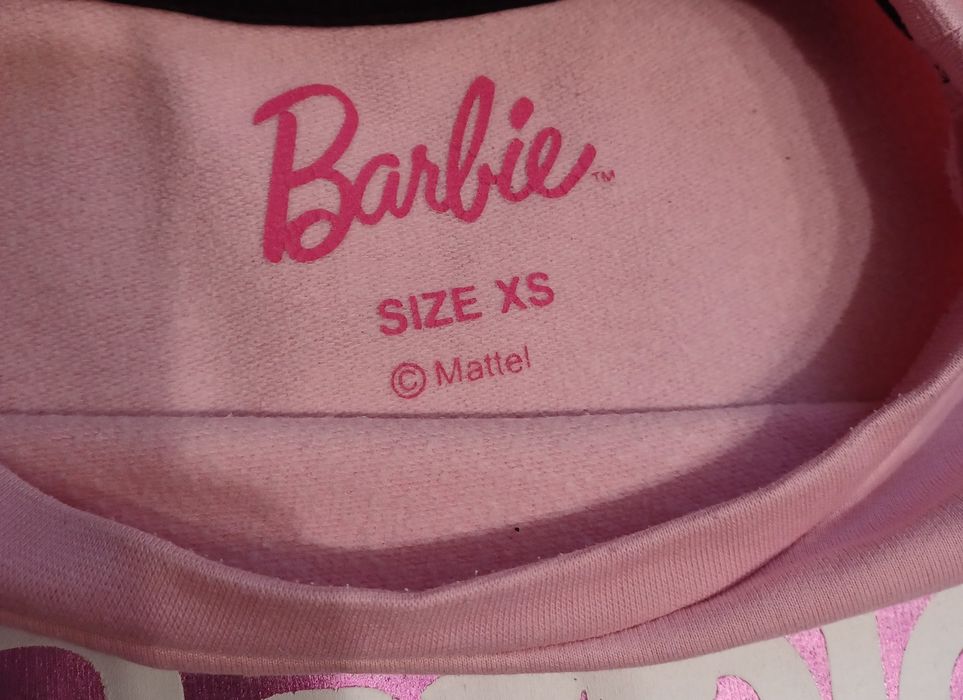 Barbie™
SIZE XS
© Mattel